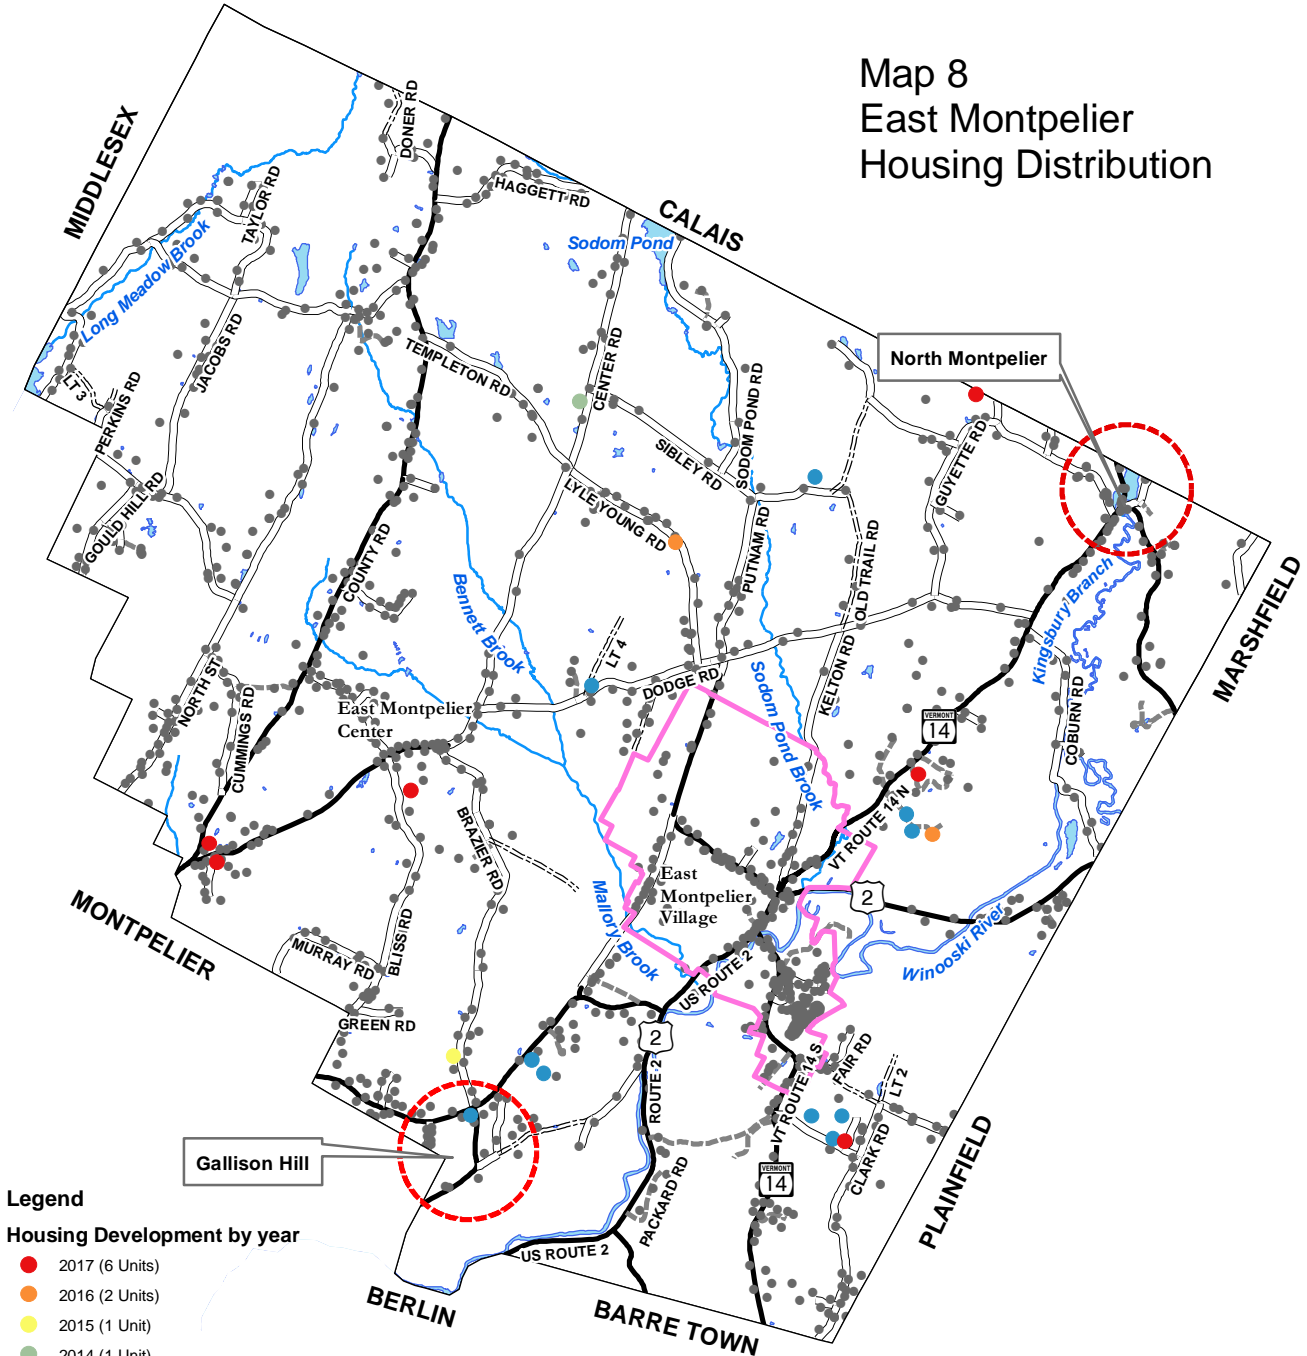 Map 8
East Montpelier
Housing Distribution
MIDDLESEX
DONER RD
HAGGETT RD
CALAIS
TAYLOR RD
Long Meadow Brook
Sodom Pond
North Montpelier
JACOBS RD
TEMPLETON RD
CENTER RD
LT 3
PERKINS RD
SIBLEY RD
SODOM POND RD
GUYETTE RD
GOULD HILL RD
LYLE YOUNG RD
PUTNAM RD
OLD TRAIL RD
COUNTY RD
Bennett Brook
Kingsbury Branch
MARSHFIELD
LT 4
DODGE RD
KELTON RD
Sodom Pond Brook
NORTH ST
CUMMINGS RD
East Montpelier
Center
COBURN RD
VERMONT
14
BRAZIER RD
VT ROUTE 14 N
East
Montpelier
Village
2
MONTPELIER
Mallory Brook
BLISS RD
MURRAY RD
Winooski River
US ROUTE 2
GREEN RD
2
ROUTE 2
VT ROUTE 14 S
FAIR RD
LT 2
CLARK RD
Gallison Hill
PACKARD RD
VERMONT
14
PLAINFIELD
US ROUTE 2
BERLIN
BARRE TOWN
Legend
Housing Development by year
2017 (6 Units)
2016 (2 Units)
2015 (1 Unit)
2014 (1 Unit)